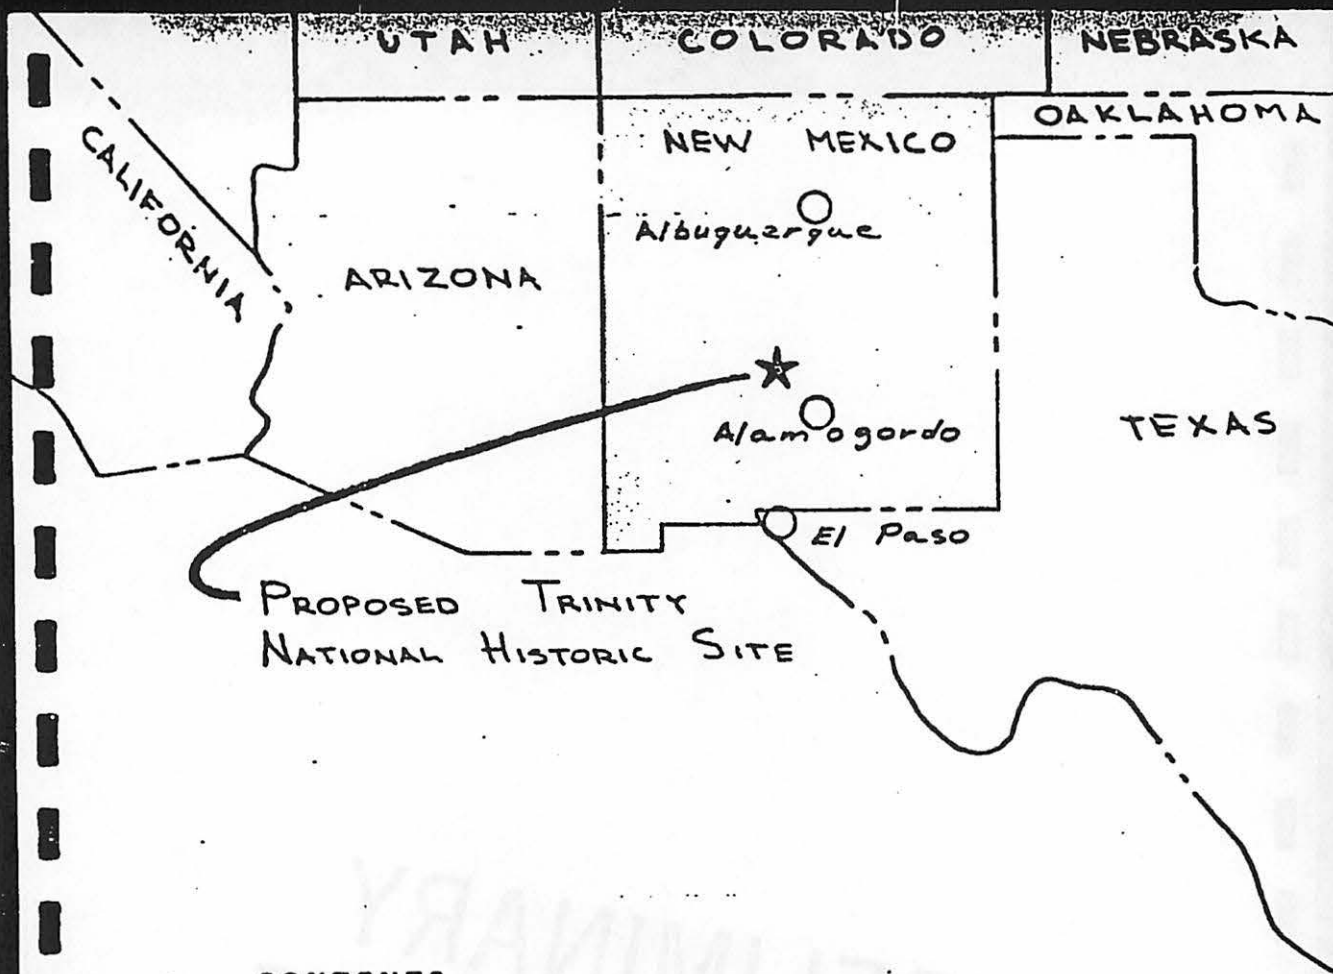 UTAH
COLORADO
NEBRASKA
OAKLAHOMA
NEW MEXICO
CALIFORNIA
Albuquerque
ARIZONA
Alamogordo
TEXAS
El Paso
PROPOSED TRINITY
NATIONAL HISTORIC SITE